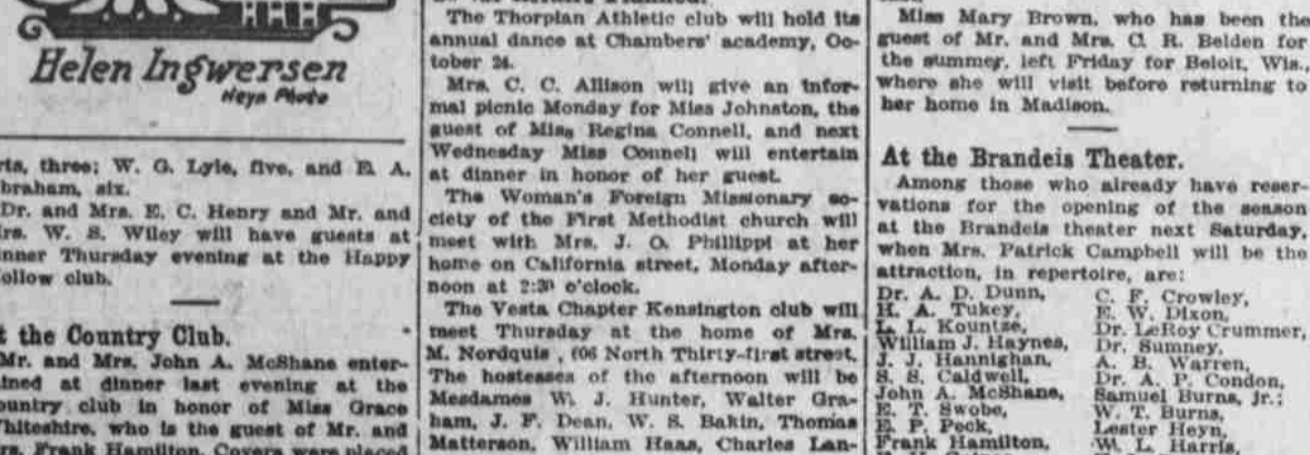 Helen Ingwersen
Heyn Photo
rts, three; W. G. Lyle, five, and E. A.
braham, six.
Dr. and Mrs. E. C. Henry and Mr. and
rs. W. S. Wiley will have guests at
inner Thursday evening at the Happy
ollow club.
t the Country Club.
Mr. and Mrs. John A. McShane enter-
ined at dinner last evening at the
ountry club in honor of Miss Grace
hiteshire, who is the guest of Mr. and
rs. Frank Hamilton. Covers were placed
The Thorpian Athletic club will hold its
annual dance at Chambers' academy, Oc-
tober 24.
Mrs. C. C. Allison will give an infor-
mal picnic Monday for Miss Johnston, the
guest of Miss Regina Connell, and next
Wednesday Miss Connell will entertain
at dinner in honor of her guest.
The Woman's Foreign Missionary so-
ciety of the First Methodist church will
meet with Mrs. J. O. Phillippi at her
home on California street, Monday after-
noon at 2:30 o'clock.
The Vesta Chapter Kensington club will
meet Thursday at the home of Mrs.
M. Nordquis , 606 North Thirty-first street.
The hostesses of the afternoon will be
Mesdames W. J. Hunter, Walter Gra-
ham, J. F. Dean, W. S. Bakin, Thomas
Matterson, William Haas, Charles Lan-
Miss Mary Brown, who has been the
guest of Mr. and Mrs. C. R. Belden for
the summer, left Friday for Beloit, Wis.,
where she will visit before returning to
her home in Madison.
At the Brandeis Theater.
Among those who already have reser-
vations for the opening of the season
at the Brandeis theater next Saturday,
when Mrs. Patrick Campbell will be the
attraction, in repertoire, are:
Dr. A. D. Dunn,
H. A. Tukey,
L. L. Kountze,
William J. Haynes,
J. J. Hannighan,
S. S. Caldwell,
John A. McShane,
E. T. Swobe,
E. P. Peck,
Frank Hamilton,
C. F. Crowley,
E. W. Dixon,
Dr. LeRoy Crummer,
Dr. Sumney,
A. B. Warren,
Dr. A. P. Condon,
Samuel Burns, jr.;
W. T. Burns,
Lester Heyn,
W. L. Harris,